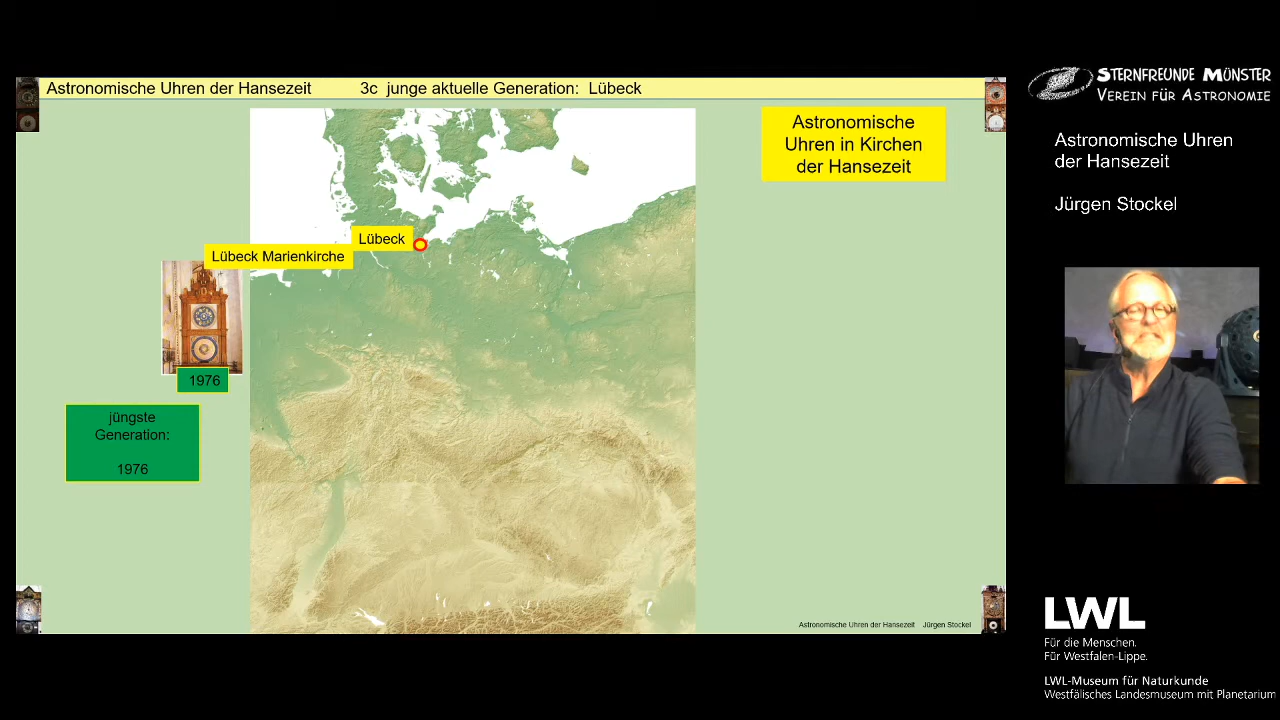 Astronomische Uhren der Hansezeit 3c junge aktuelle Generation: Lübeck
Astronomische
Uhren in Kirchen
der Hansezeit
Lübeck
Lübeck Marienkirche
1976
jüngste
Generation:
1976
Astronomische Uhren der Hansezeit Jürgen Stockel
STERNFREUNDE MÜNSTER
VEREIN FÜR ASTRONOMIE
Astronomische Uhren
der Hansezeit
Jürgen Stockel
LWL
Für die Menschen.
Für Westfalen-Lippe.
LWL-Museum für Naturkunde
Westfälisches Landesmuseum mit Planetarium